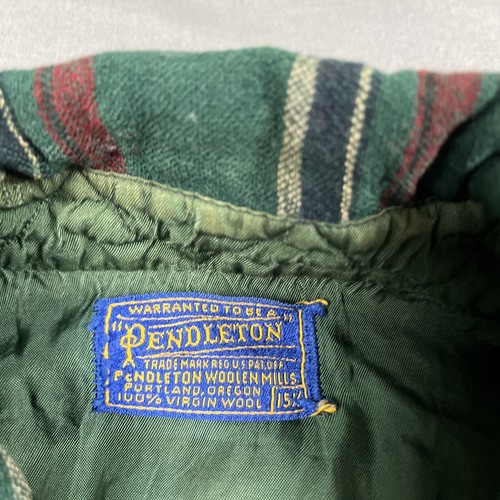 WARRANTED TO BE A
"PENDLETON"
TRADE MARK REG U.S. PAT. OFF.
PENDLETON WOOLEN MILLS
PORTLAND, OREGON
100% VIRGIN WOOL 15½